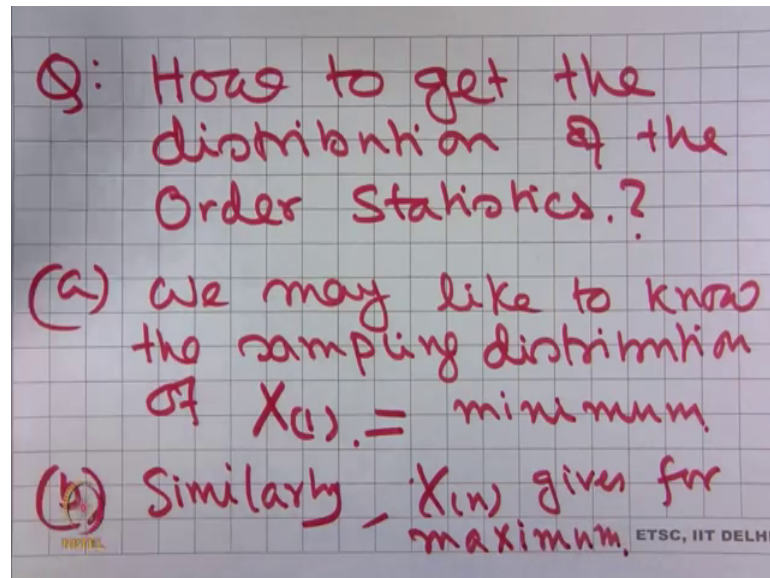 Q: How to get the
distribution of the
Order Statistics.?
(a) We may like to know
the sampling distribution
of X(1). = minimum.
(b) Similarly, X(n) gives for
maximum.
ETSC, IIT DELHI
NPTEL